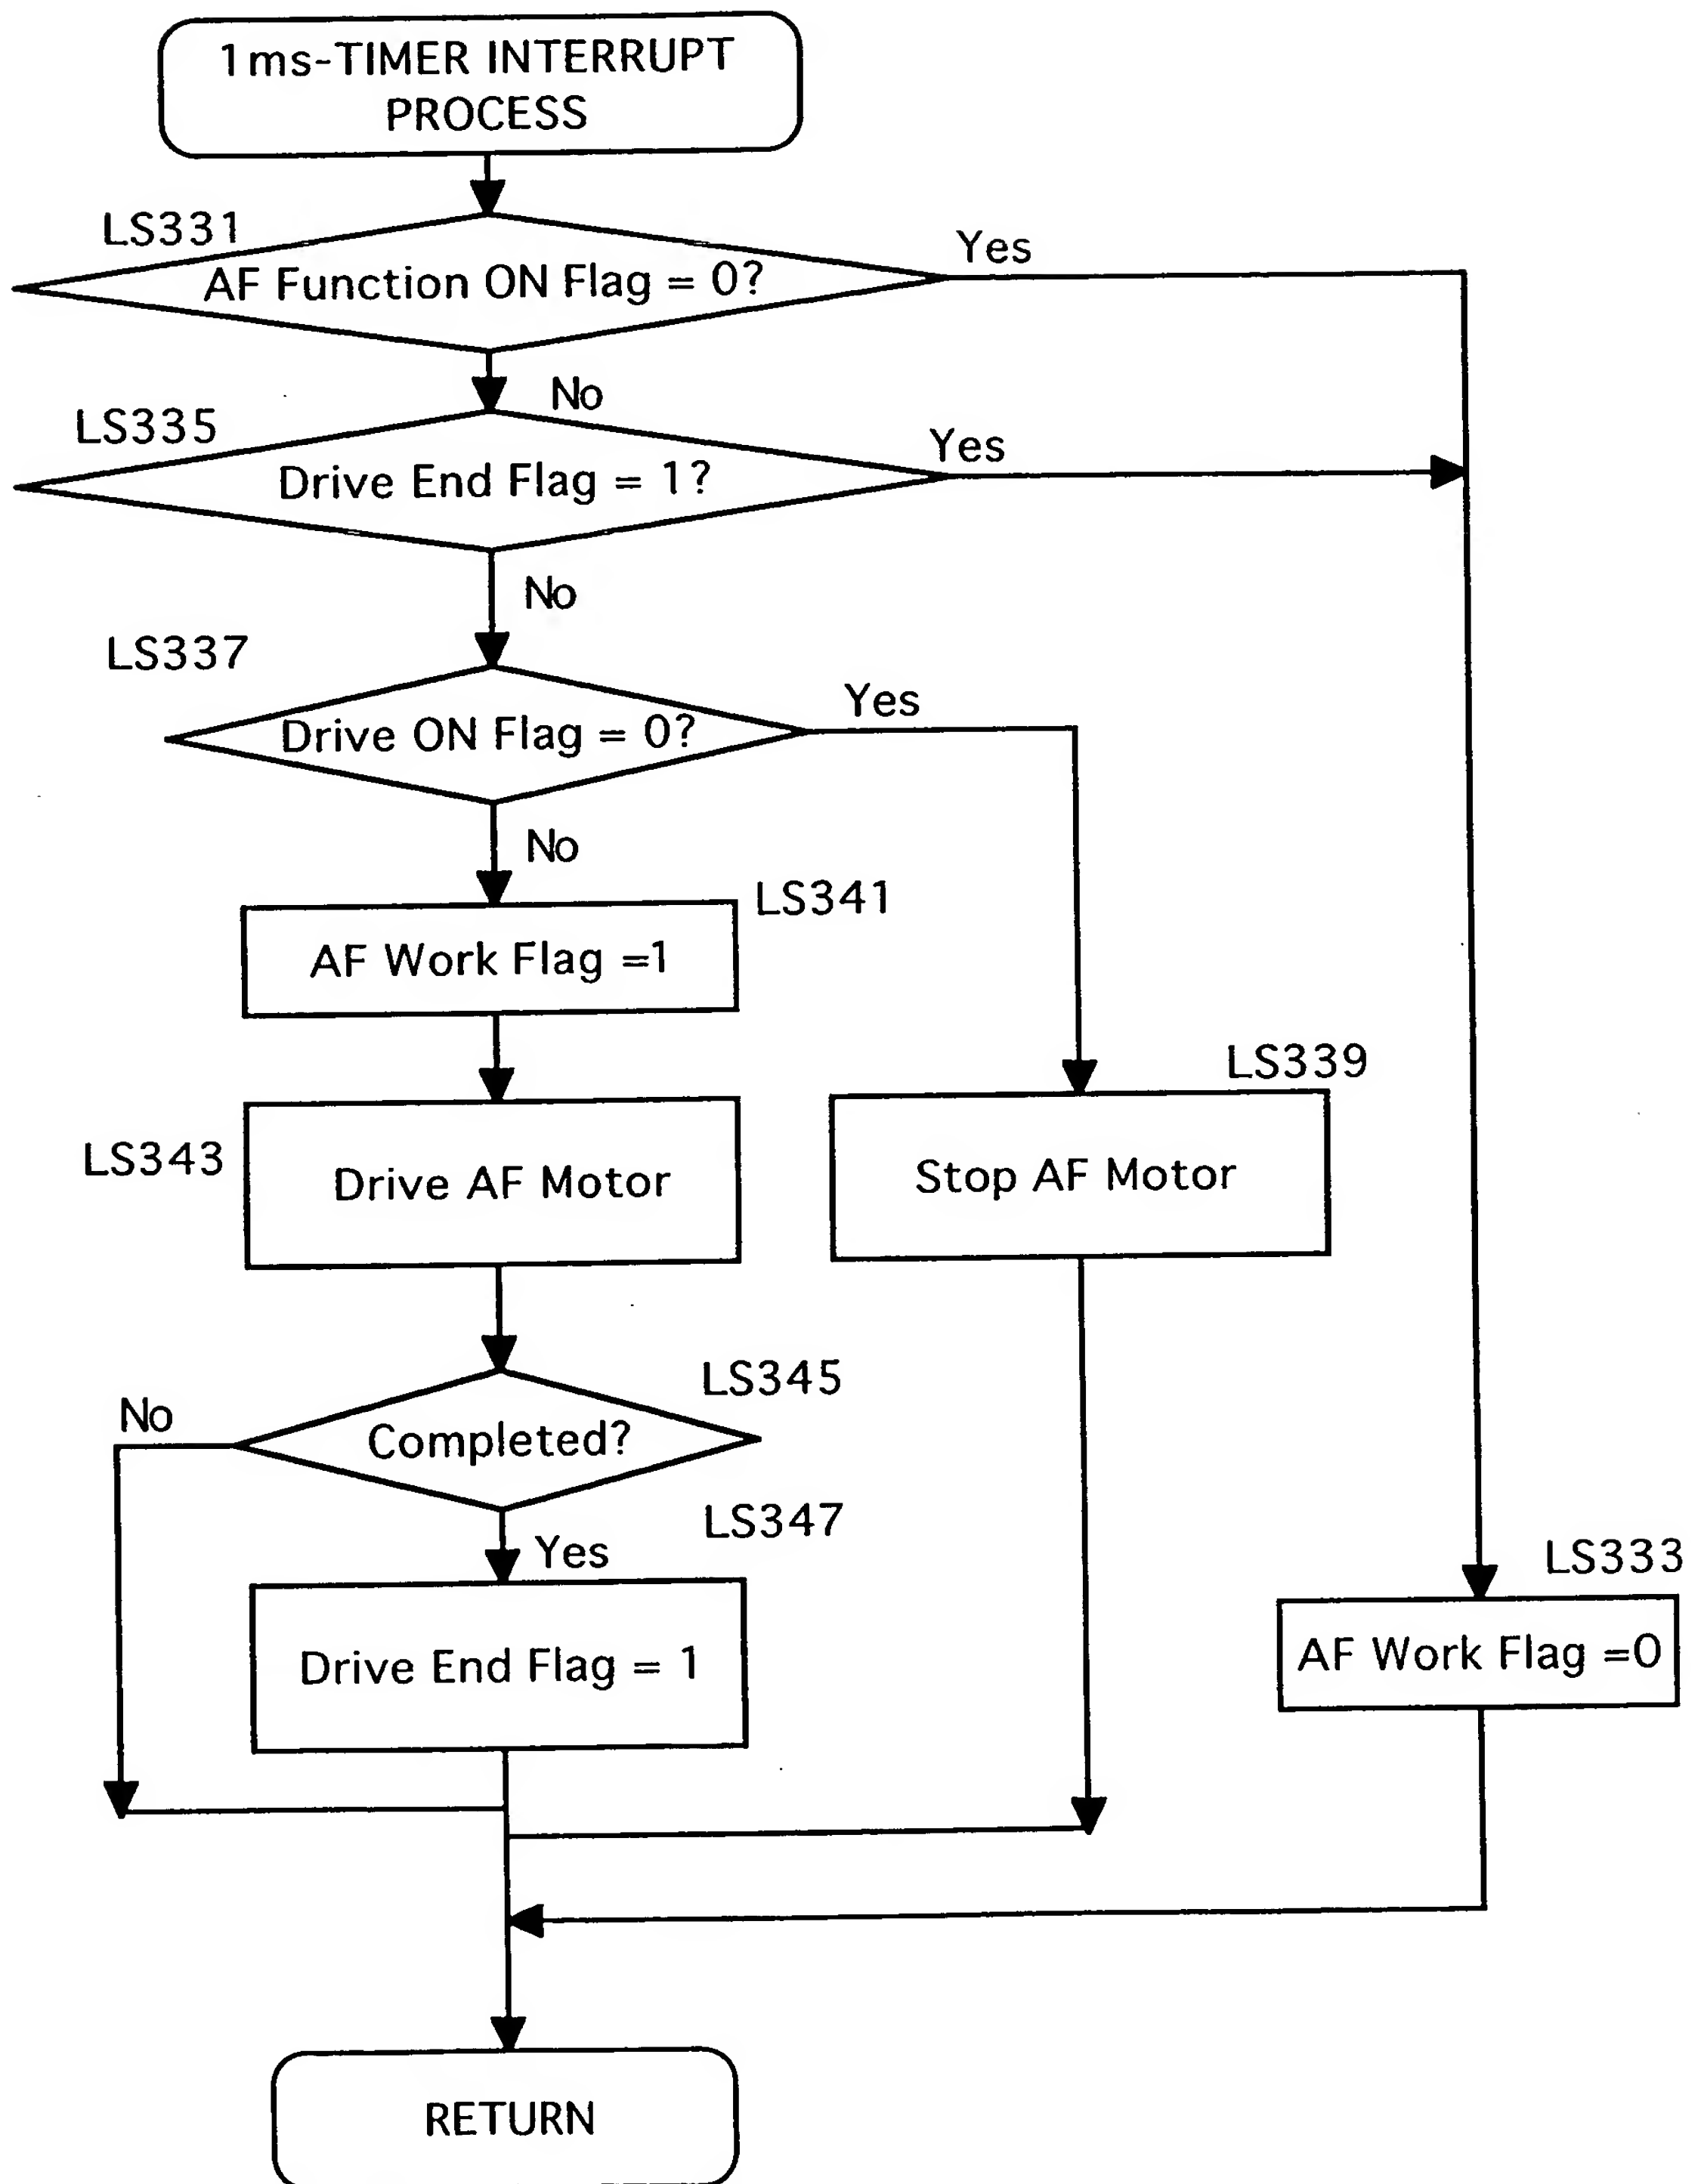 1ms-TIMER INTERRUPT
PROCESS
LS331
AF Function ON Flag = 0?
Yes
No
LS335
Drive End Flag = 1?
Yes
No
LS337
Drive ON Flag = 0?
Yes
No
LS341
AF Work Flag =1
LS339
LS343
Drive AF Motor
Stop AF Motor
LS345
No
Completed?
LS347
Yes
LS333
Drive End Flag = 1
AF Work Flag =0
RETURN